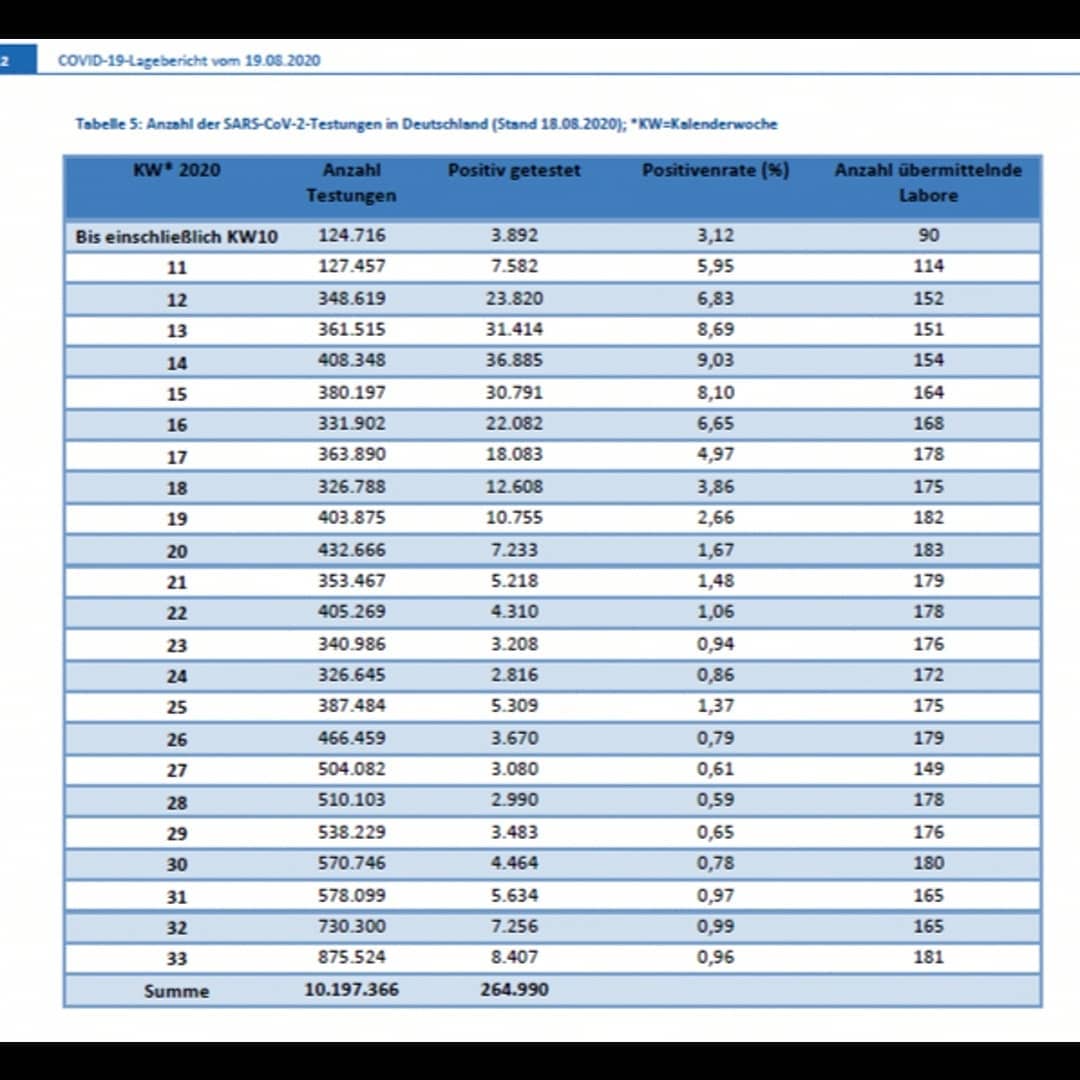 2 COVID-19-Lagebericht vom 19.08.2020
Tabelle 5: Anzahl der SARS-CoV-2-Testungen in Deutschland (Stand 18.08.2020); *KW=Kalenderwoche
KW* 2020 Anzahl Testungen Positiv getestet Positivenrate (%) Anzahl übermittelnde Labore
Bis einschließlich KW10 124.716 3.892 3,12 90
11 127.457 7.582 5,95 114
12 348.619 23.820 6,83 152
13 361.515 31.414 8,69 151
14 408.348 36.885 9,03 154
15 380.197 30.791 8,10 164
16 331.902 22.082 6,65 168
17 363.890 18.083 4,97 178
18 326.788 12.608 3,86 175
19 403.875 10.755 2,66 182
20 432.666 7.233 1,67 183
21 353.467 5.218 1,48 179
22 405.269 4.310 1,06 178
23 340.986 3.208 0,94 176
24 326.645 2.816 0,86 172
25 387.484 5.309 1,37 175
26 466.459 3.670 0,79 179
27 504.082 3.080 0,61 149
28 510.103 2.990 0,59 178
29 538.229 3.483 0,65 176
30 570.746 4.464 0,78 180
31 578.099 5.634 0,97 165
32 730.300 7.256 0,99 165
33 875.524 8.407 0,96 181
Summe 10.197.366 264.990